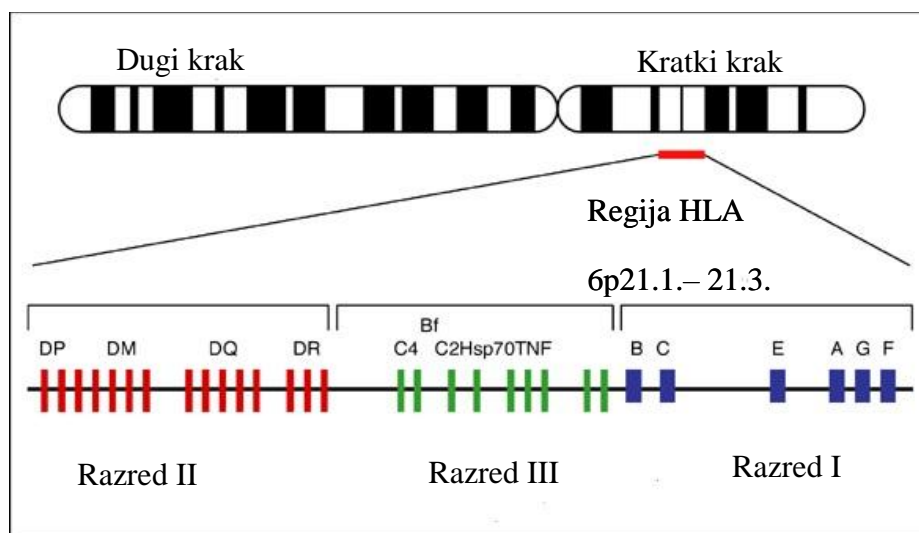 Dugi krak
Kratki krak
Regija HLA
6p21.1.– 21.3.
Bf
DP DM DQ DR C4 C2Hsp70TNF B C E A G F
Razred II
Razred III
Razred I